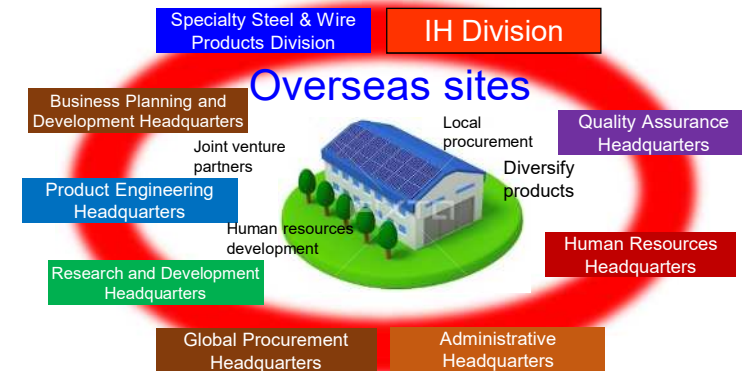 Specialty Steel & Wire
Products Division
IH Division
Overseas sites
Business Planning and
Development Headquarters
Local
procurement
Quality Assurance
Headquarters
Joint venture
partners
Diversify
products
Product Engineering
Headquarters
Human resources
development
Human Resources
Headquarters
Research and Development
Headquarters
Global Procurement
Headquarters
Administrative
Headquarters